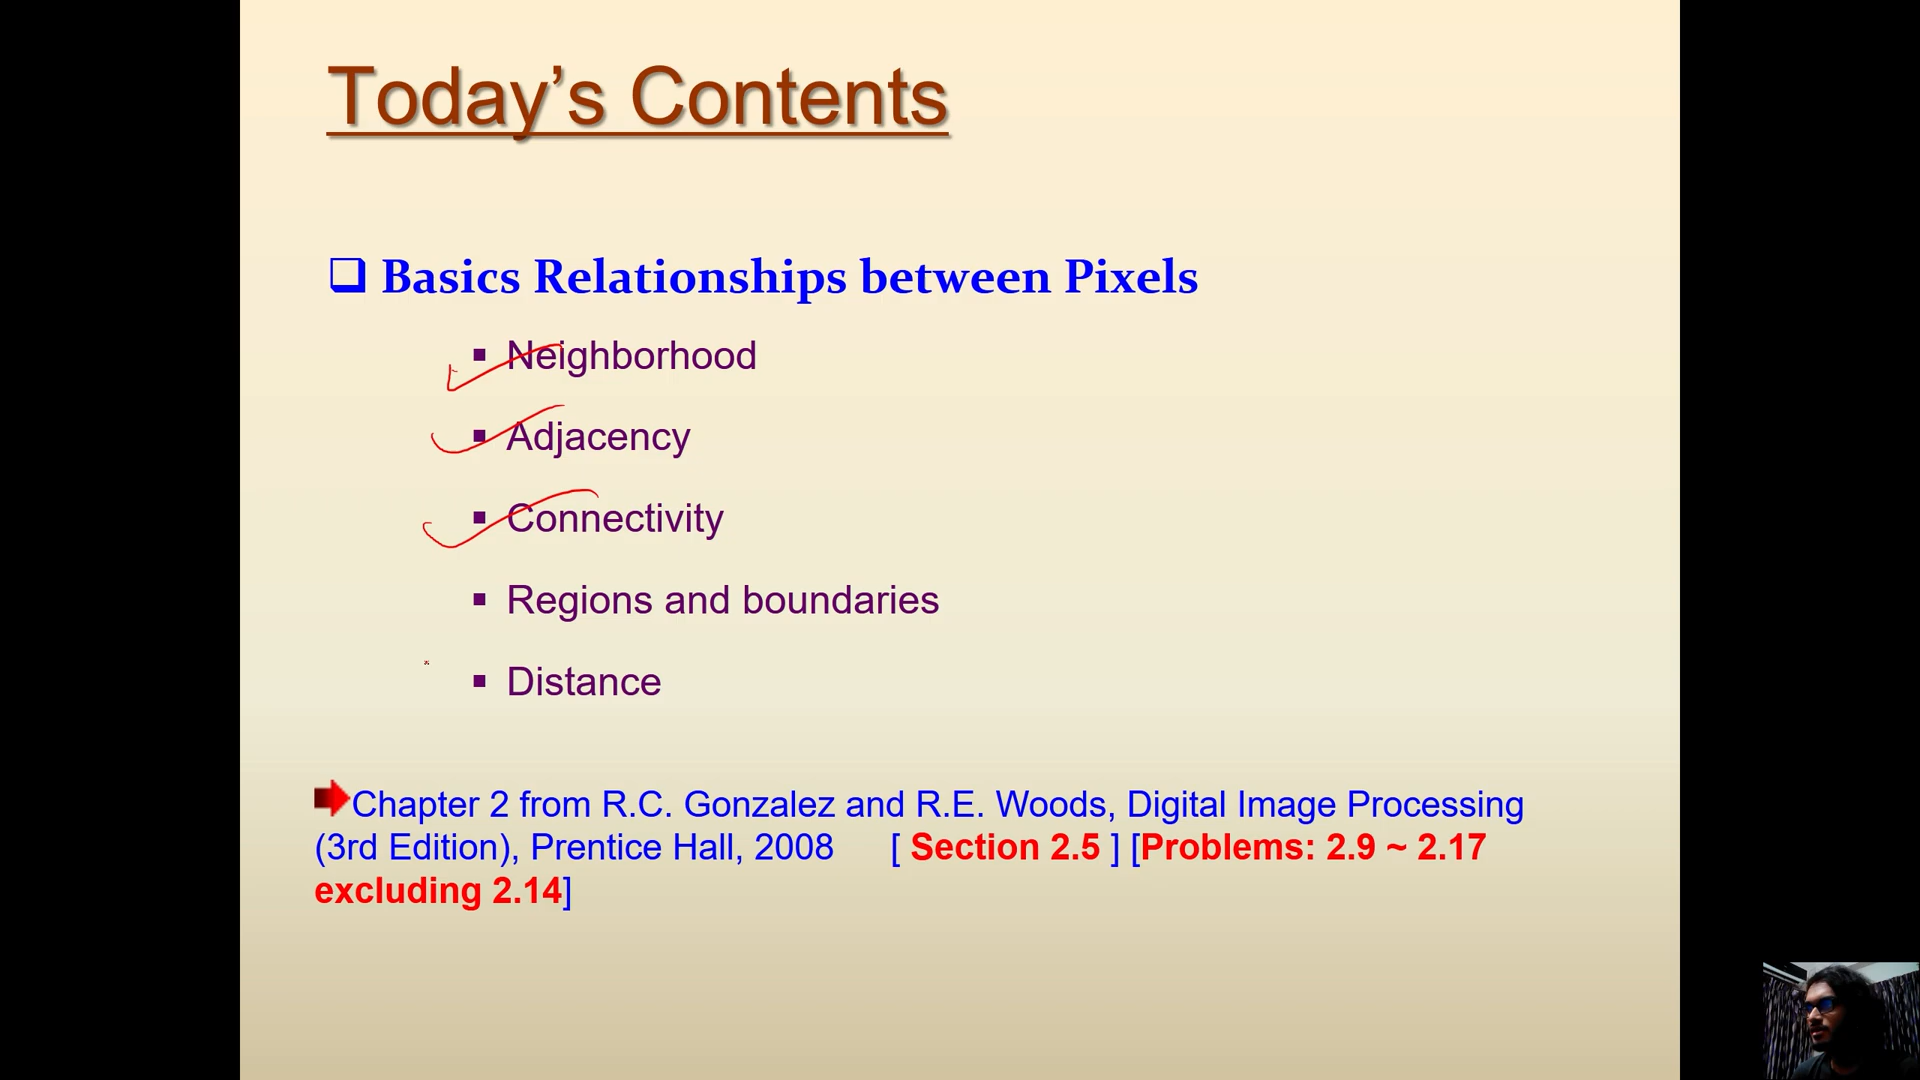 Today’s Contents
Basics Relationships between Pixels
Neighborhood
Adjacency
Connectivity
Regions and boundaries
Distance
Chapter 2 from R.C. Gonzalez and R.E. Woods, Digital Image Processing
(3rd Edition), Prentice Hall, 2008 [ Section 2.5 ] [Problems: 2.9 ~ 2.17
excluding 2.14]